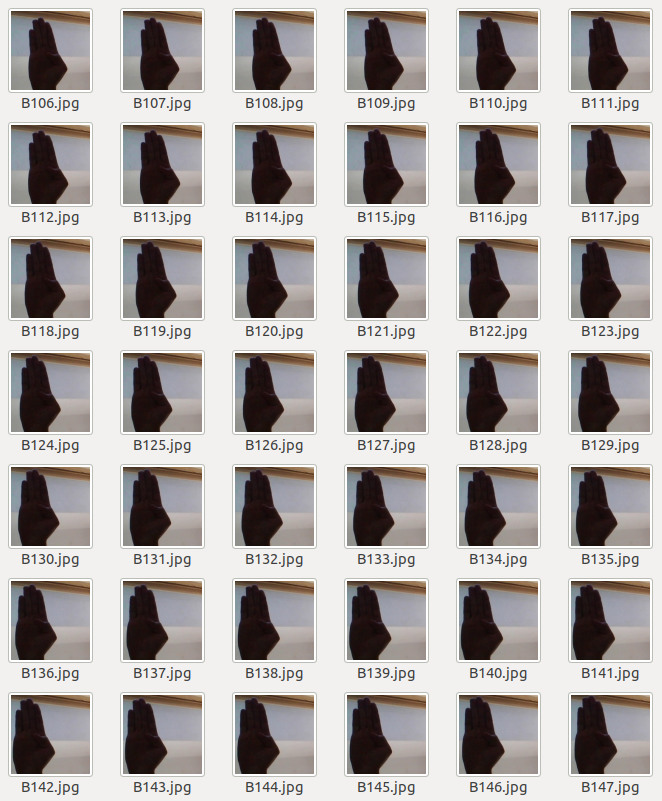 B106.jpg B107.jpg B108.jpg B109.jpg B110.jpg B111.jpg
B112.jpg B113.jpg B114.jpg B115.jpg B116.jpg B117.jpg
B118.jpg B119.jpg B120.jpg B121.jpg B122.jpg B123.jpg
B124.jpg B125.jpg B126.jpg B127.jpg B128.jpg B129.jpg
B130.jpg B131.jpg B132.jpg B133.jpg B134.jpg B135.jpg
B136.jpg B137.jpg B138.jpg B139.jpg B140.jpg B141.jpg
B142.jpg B143.jpg B144.jpg B145.jpg B146.jpg B147.jpg